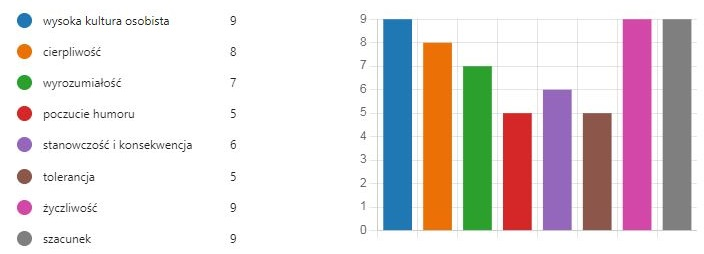 wysoka kultura osobista 9
cierpliwość 8
wyrozumiałość 7
poczucie humoru 5
stanowczość i konsekwencja 6
tolerancja 5
życzliwość 9
szacunek 9
9
8
7
6
5
4
3
2
1
0